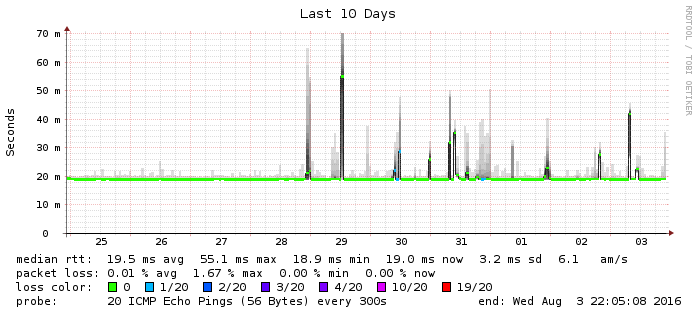 Last 10 Days
70 m
60 m
50 m
40 m
30 m
20 m
10 m
0
Seconds
25 26 27 28 29 30 31 01 02 03
RRDTOOL / TOBI OETIKER
median rtt: 19.5 ms avg 55.1 ms max 18.9 ms min 19.0 ms now 3.2 ms sd 6.1 am/s
packet loss: 0.01 % avg 1.67 % max 0.00 % min 0.00 % now
loss color: 0 1/20 2/20 3/20 4/20 10/20 19/20
probe: 20 ICMP Echo Pings (56 Bytes) every 300s end: Wed Aug 3 22:05:08 2016